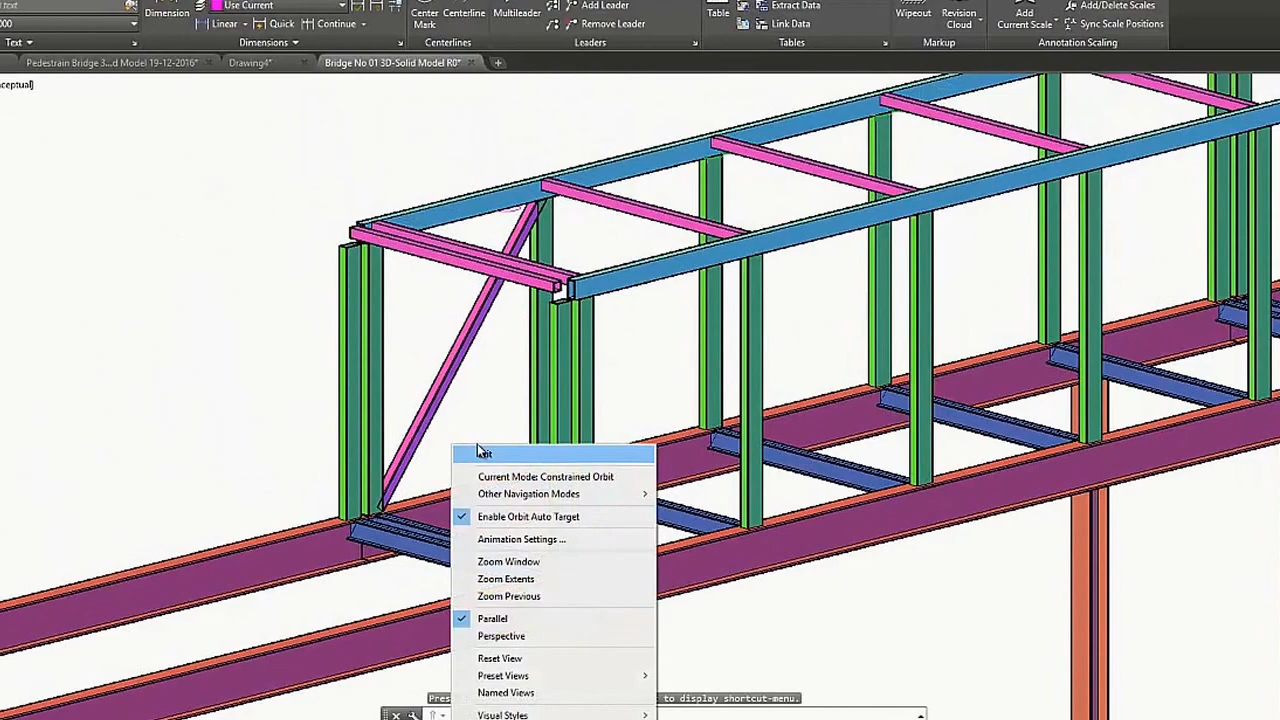 Dimension
Use Current
Center
Mark
Centerline
Multileader
Add Leader
Table
Extract Data
Wipeout
Revision
Cloud
Add
Current Scale
Add/Delete Scales
000
Linear
Quick
Continue
Remove Leader
Link Data
Sync Scale Positions
Text
Dimensions
Centerlines
Leaders
Tables
Markup
Annotation Scaling
Pedestrain Bridge 3...d Model 19-12-2016*
Drawing4*
Bridge No 01 3D-Solid Model R0*
ceptual]
Current Mode: Constrained Orbit
Other Navigation Modes
Enable Orbit Auto Target
Animation Settings ...
Zoom Window
Zoom Extents
Zoom Previous
Parallel
Perspective
Reset View
Preset Views
Named Views
Pres
to display shortcut-menu.
Visual Styles